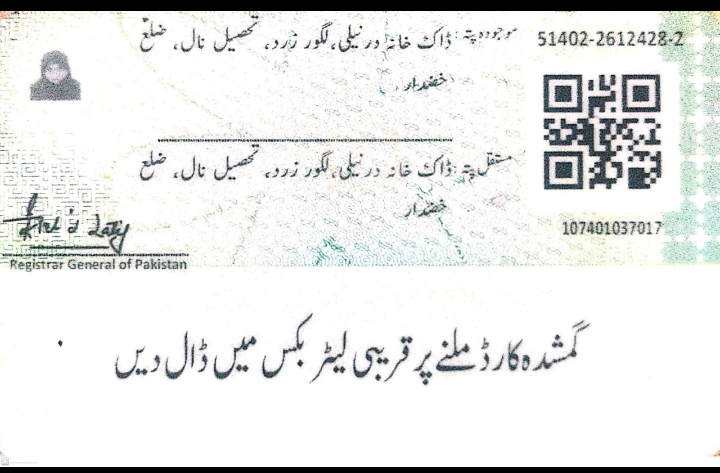 موجودہ پتہ: ڈاک خانہ درنیلی، لگور زرد، تحصیل نال، ضلع
خضدار
51402-2612428-2
مستقل پتہ: ڈاک خانہ درنیلی، لگور زرد، تحصیل نال، ضلع
خضدار
107401037017
Registrar General of Pakistan
گمشدہ کارڈ ملنے پر قریبی لیٹر بکس میں ڈال دیں